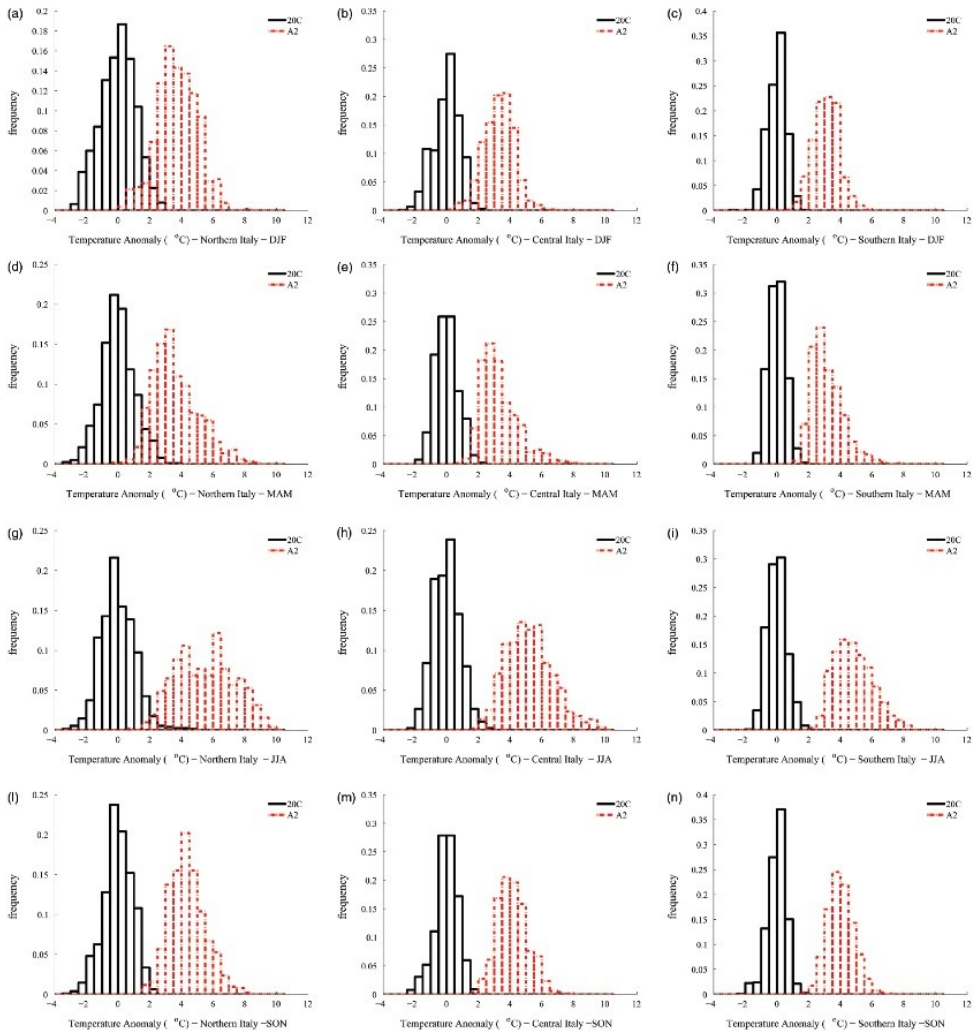 (a)
20C
A2
frequency
0.2
0.18
0.16
0.14
0.12
0.1
0.08
0.06
0.04
0.02
0
−4 −2 0 2 4 6 8 10 12
Temperature Anomaly ( °C) − Northern Italy − DJF
(b)
20C
A2
frequency
0.35
0.3
0.25
0.2
0.15
0.1
0.05
0
−4 −2 0 2 4 6 8 10 12
Temperature Anomaly ( °C) − Central Italy − DJF
(c)
20C
A2
frequency
0.4
0.35
0.3
0.25
0.2
0.15
0.1
0.05
0
−4 −2 0 2 4 6 8 10 12
Temperature Anomaly ( °C) − Southern Italy − DJF
(d)
20C
A2
frequency
0.25
0.2
0.15
0.1
0.05
0
−4 −2 0 2 4 6 8 10 12
Temperature Anomaly ( °C) − Northern Italy − MAM
(e)
20C
A2
frequency
0.35
0.3
0.25
0.2
0.15
0.1
0.05
0
−4 −2 0 2 4 6 8 10 12
Temperature Anomaly ( °C) − Central Italy − MAM
(f)
20C
A2
frequency
0.35
0.3
0.25
0.2
0.15
0.1
0.05
0
−4 −2 0 2 4 6 8 10 12
Temperature Anomaly ( °C) − Southern Italy − MAM
(g)
20C
A2
frequency
0.25
0.2
0.15
0.1
0.05
0
−4 −2 0 2 4 6 8 10 12
Temperature Anomaly ( °C) − Northern Italy − JJA
(h)
20C
A2
frequency
0.25
0.2
0.15
0.1
0.05
0
−4 −2 0 2 4 6 8 10 12
Temperature Anomaly ( °C) − Central Italy − JJA
(i)
20C
A2
frequency
0.35
0.3
0.25
0.2
0.15
0.1
0.05
0
−4 −2 0 2 4 6 8 10 12
Temperature Anomaly ( °C) − Southern Italy − JJA
(l)
20C
A2
frequency
0.25
0.2
0.15
0.1
0.05
0
−4 −2 0 2 4 6 8 10 12
Temperature Anomaly ( °C) − Northern Italy −SON
(m)
20C
A2
frequency
0.4
0.35
0.3
0.25
0.2
0.15
0.1
0.05
0
−4 −2 0 2 4 6 8 10 12
Temperature Anomaly ( °C) − Central Italy −SON
(n)
20C
A2
frequency
0.4
0.35
0.3
0.25
0.2
0.15
0.1
0.05
0
−4 −2 0 2 4 6 8 10 12
Temperature Anomaly ( °C) − Southern Italy −SON